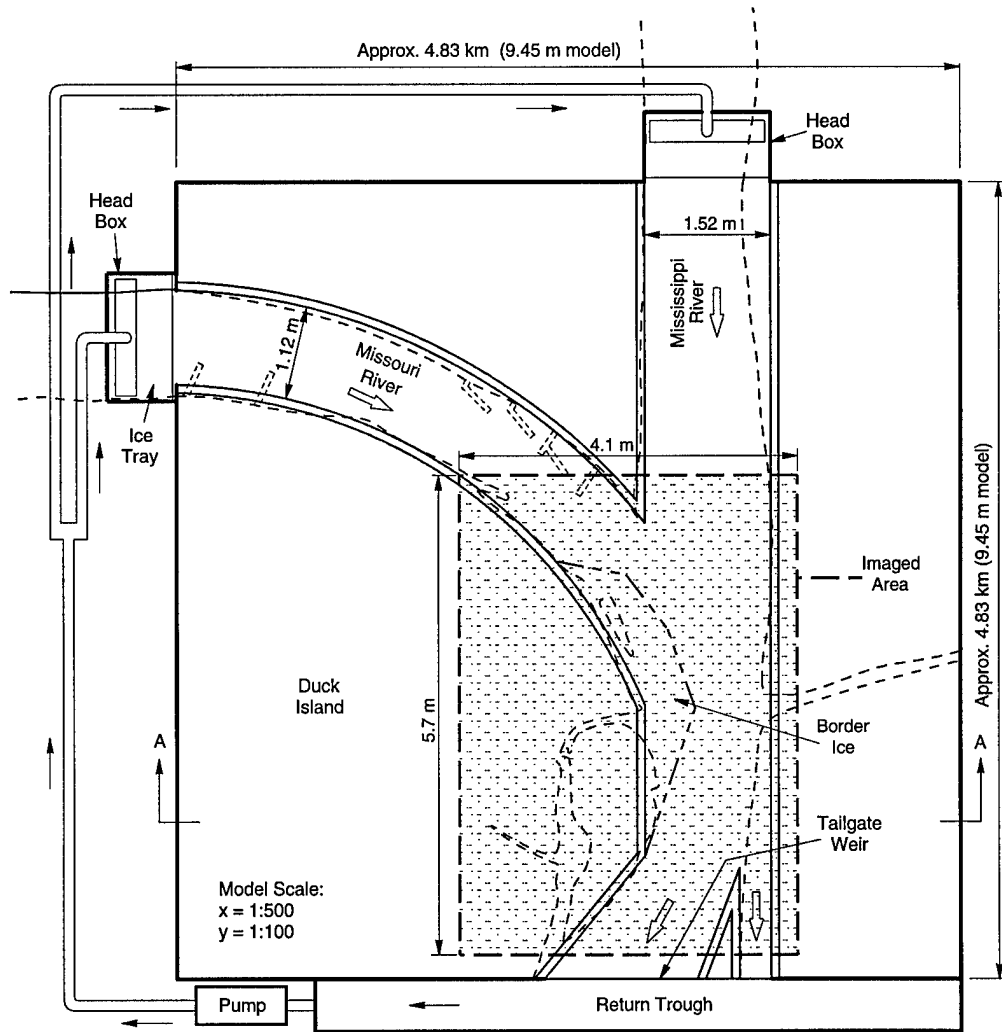 Approx. 4.83 km (9.45 m model)
Head
Box
Head
Box
1.52 m
Mississippi
River
1.12 m
Missouri
River
Ice
Tray
4.1 m
Imaged
Area
Approx. 4.83 km (9.45 m model)
Duck
Island
5.7 m
Border
Ice
A
A
Tailgate
Weir
Model Scale:
x = 1:500
y = 1:100
Pump
Return Trough